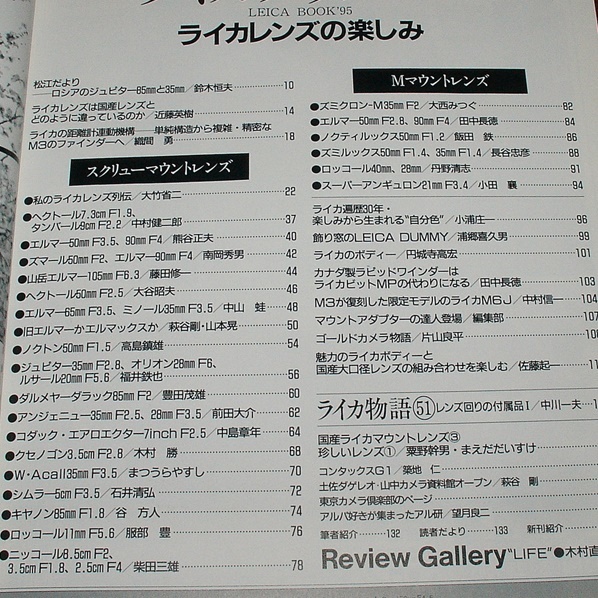 LEICA BOOK'95
ライカレンズの楽しみ
松江だより
──ロシアのジュピター85mmと35mm／鈴木恒夫 10
ライカレンズは国産レンズと
どのように違っているのか／近藤英樹 14
ライカの距離計連動機構──単純構造から複雑・精密な
M3のファインダーへ／織間 勇 18
スクリューマウントレンズ
●私のライカレンズ列伝／大竹省二 22
●ヘクトール7.3cm F1.9、
タンバール9cm F2.2／中村健二郎 37
●エルマー50mm F3.5、90mm F4／熊谷正夫 40
●ズマール50mm F2、エルマー90mm F4／南岡秀男 42
●山岳エルマー105mm F6.3／藤田修一 44
●ヘクトール50mm F2.5／大谷昭夫 46
●エルマー65mm F3.5、ミノール35mm F3.5／中山 蛙 48
●旧エルマーかエルマックスか／萩谷剛・山本晃 50
●ノクトン50mm F1.5／高島鎮雄 54
●ジュピター35mm F2.8、オリオン28mm F6、
ルサール20mm F5.6／福井鉄也 56
●ダルメヤーダラック85mm F2／豊田茂雄 60
●アンジェニュー35mm F2.5、28mm F3.5／前田大介 62
●コダック・エアロエクター7inch F2.5／中島章年 64
●クセノゴン3.5cm F2.8／木村 勝 68
●W・Acall35mm F3.5／まつうらやすし 70
●シムラー5cm F3.5／石井清弘 72
●キヤノン85mm F1.8／谷 方人 74
●ロッコール11mm F5.6／服部 豊 76
●ニッコール8.5cm F2、
3.5cm F1.8、2.5cm F4／柴田三雄 78
Mマウントレンズ
●ズミクロン-M35mm F2／大西みつぐ 82
●エルマー50mm F2.8、90mm F4／田中長徳 84
●ノクティルックス50mm F1.2／飯田 鉄 86
●ズミルックス50mm F1.4、35mm F1.4／長谷忠彦 88
●ロッコール40mm、28mm／丹野清志 91
●スーパーアンギュロン21mm F3.4／小田 襄 94
ライカ遍歴30年・
楽しみから生まれる"自分色"／小浦庄一 96
飾り窓のLEICA DUMMY／浦郷喜久男 99
ライカのボディー／円城寺高宏 101
カナダ製ラピッドワインダーは
ライカビットMPの代わりになる／田中長徳 103
M3が復刻した限定モデルのライカM6J／中村信一 104
マウントアダプターの達人登場／編集部 107
ゴールドカメラ物語／片山良平 108
魅力のライカボディーと
国産大口径レンズの組み合わせを楽しむ／佐藤起一 11
ライカ物語 51 レンズ回りの付属品Ⅰ／中川一夫 1
国産ライカマウントレンズ③
珍しいレンズ①／粟野幹男・まえだだいすけ
コンタックスG1／築地 仁
土佐ダゲレオ・山中カメラ資料館オープン／萩谷 剛
東京カメラ倶楽部のページ
アルパ好きが集まったアル研／望月良二
筆者紹介 132 読者だより 133 新刊紹介
Review Gallery "LIFE"●木村直